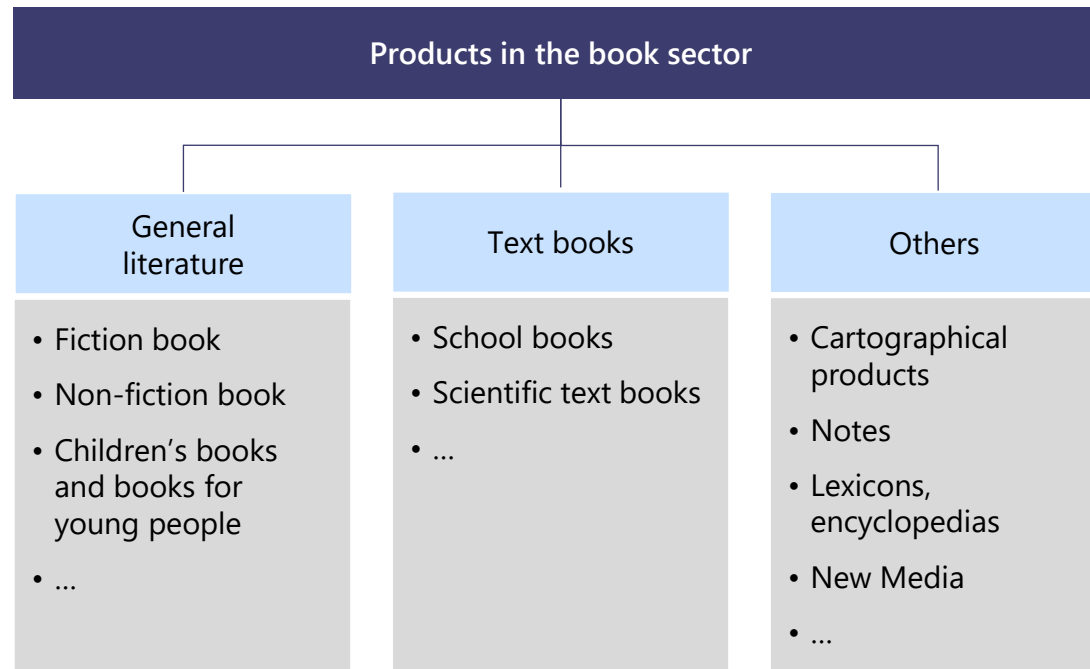 Products in the book sector
General
literature
• Fiction book
• Non-fiction book
• Children’s books
and books for
young people
• ...
Text books
• School books
• Scientific text books
• ...
Others
• Cartographical
products
• Notes
• Lexicons,
encyclopedias
• New Media
• ...